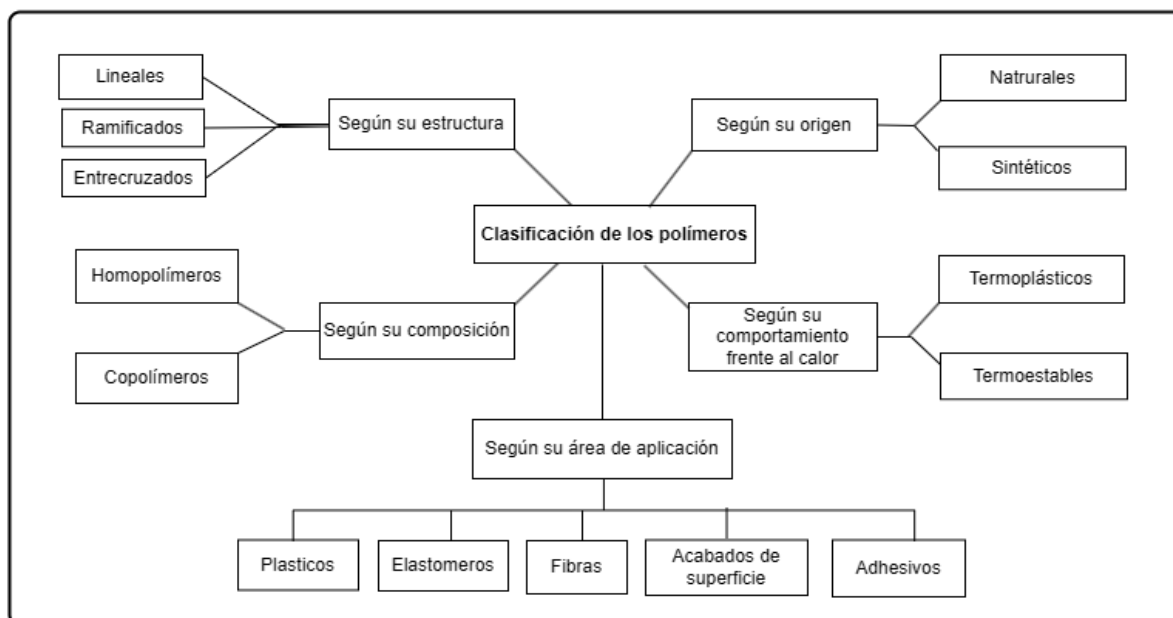 Lineales
Ramificados
Entrecruzados
Según su estructura
Según su origen
Natrurales
Sintéticos
Clasificación de los polímeros
Homopolímeros
Copolímeros
Según su composición
Según su
comportamiento
frente al calor
Termoplásticos
Termoestables
Según su área de aplicación
Plasticos
Elastomeros
Fibras
Acabados de
superficie
Adhesivos